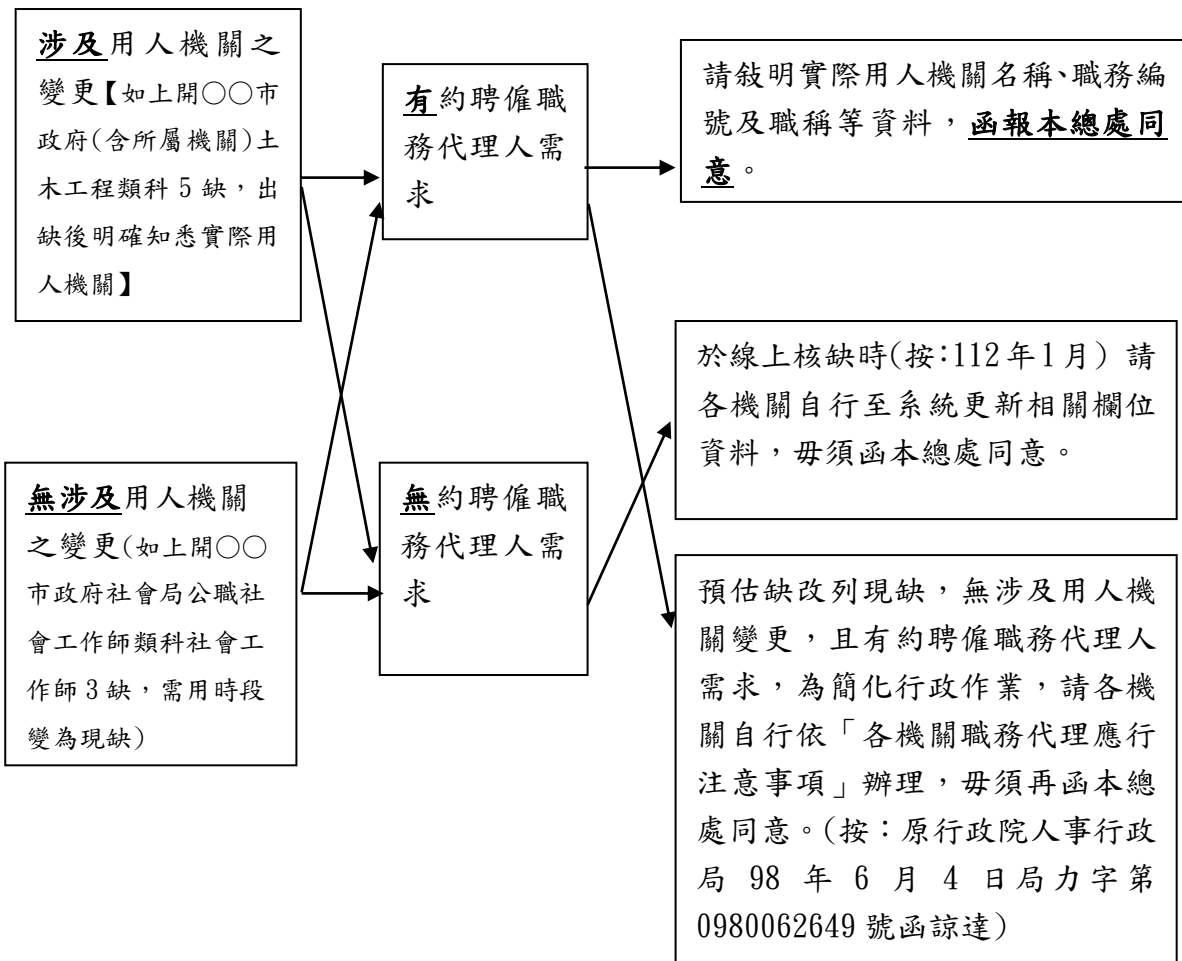 涉及用人機關之
變更【如上開○○市
政府(含所屬機關)土
木工程類科 5 缺，出
缺後明確知悉實際用
人機關】
無涉及用人機關
之變更(如上開○○
市政府社會局公職社
會工作師類科社會工
作師 3 缺，需用時段
變為現缺)
有約聘僱職
務代理人需
求
無約聘僱職
務代理人需
求
請敍明實際用人機關名稱、職務編
號及職稱等資料，函報本總處同
意。
於線上核缺時(按：112 年 1 月) 請
各機關自行至系統更新相關欄位
資料，毋須函本總處同意。
預估缺改列現缺，無涉及用人機
關變更，且有約聘僱職務代理人
需求，為簡化行政作業，請各機
關自行依「各機關職務代理應行
注意事項」辦理，毋須再函本總
處同意。(按：原行政院人事行政
局 98 年 6 月 4 日局力字第
0980062649 號函諒達)